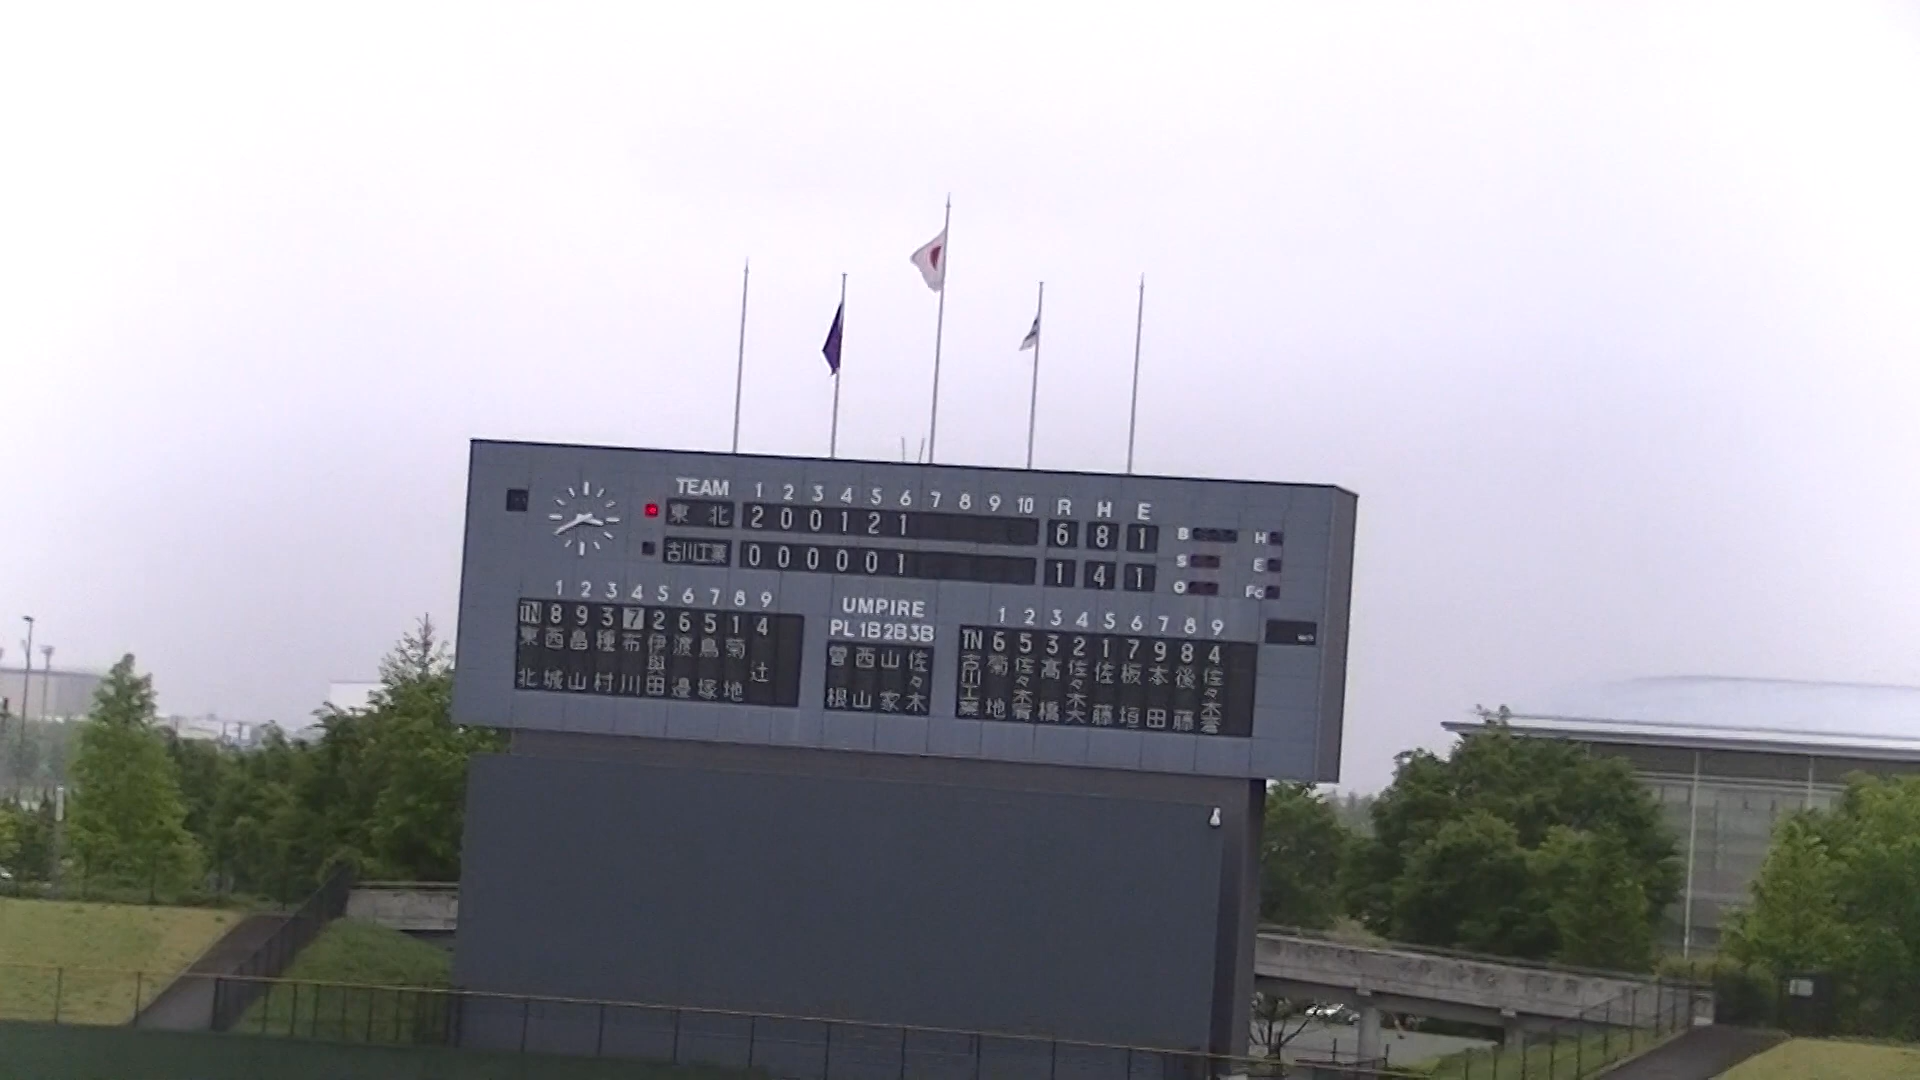 TEAM 1 2 3 4 5 6 7 8 9 10 R H E
東北 2 0 0 1 2 1 6 8 1
古川工業 0 0 0 0 0 1 1 4 1
B H
S E
O Fc
1 2 3 4 5 6 7 8 9
IN 8 9 3 7 2 6 5 1 4
東北 西城 畠山 種村 布川 伊與田 渡邉 鳥塚 菊地 辻
UMPIRE
PL 1B 2B 3B
曽根 西山 山家 佐々木
1 2 3 4 5 6 7 8 9
IN 6 5 3 2 1 7 9 8 4
古川工業 菊地 佐々木 髙橋 佐々木大 佐藤 板垣 本田 後藤 佐々木